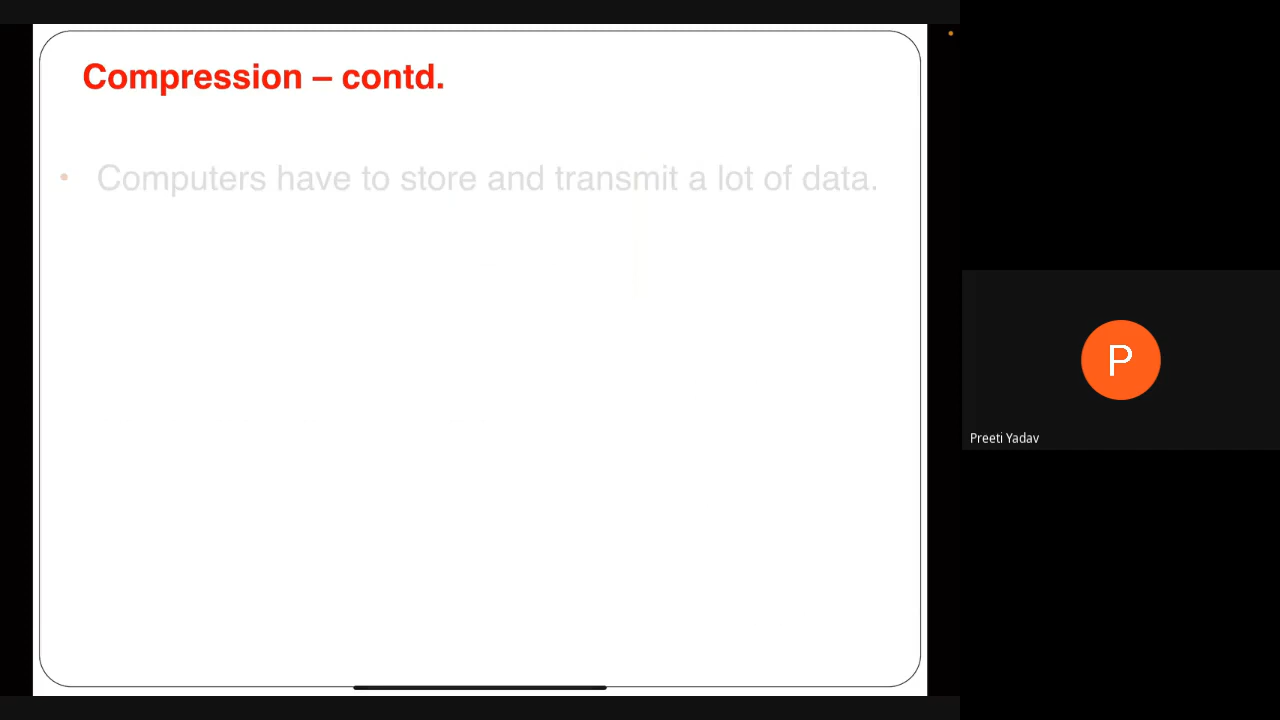 Compression – contd.
• Computers have to store and transmit a lot of data.
P
Preeti Yadav